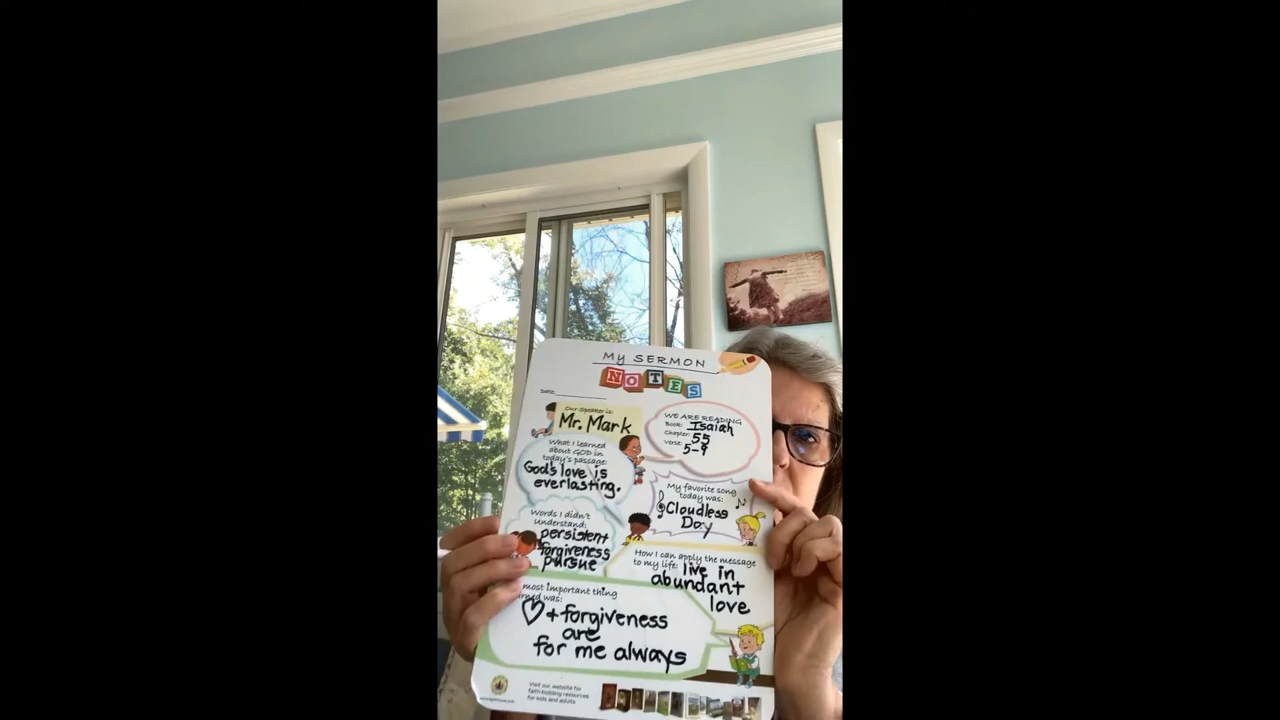 My SERMON
NOTES
Date:
Our Speaker is:
Mr. Mark
WE ARE READING
Book: Isaiah
Chapter: 55
Verse: 5-9
What I learned
about GOD in
today's passage:
God's love is
everlasting.
My favorite song
today was:
Cloudless
Day
Words I didn't
understand:
persistent
forgiveness
pursue
How I can apply the message
to my life: live in
abundant
love
most important thing
was:
♡ + forgiveness
are
for me always
Visit our website for
faith-building resources
for kids and adults